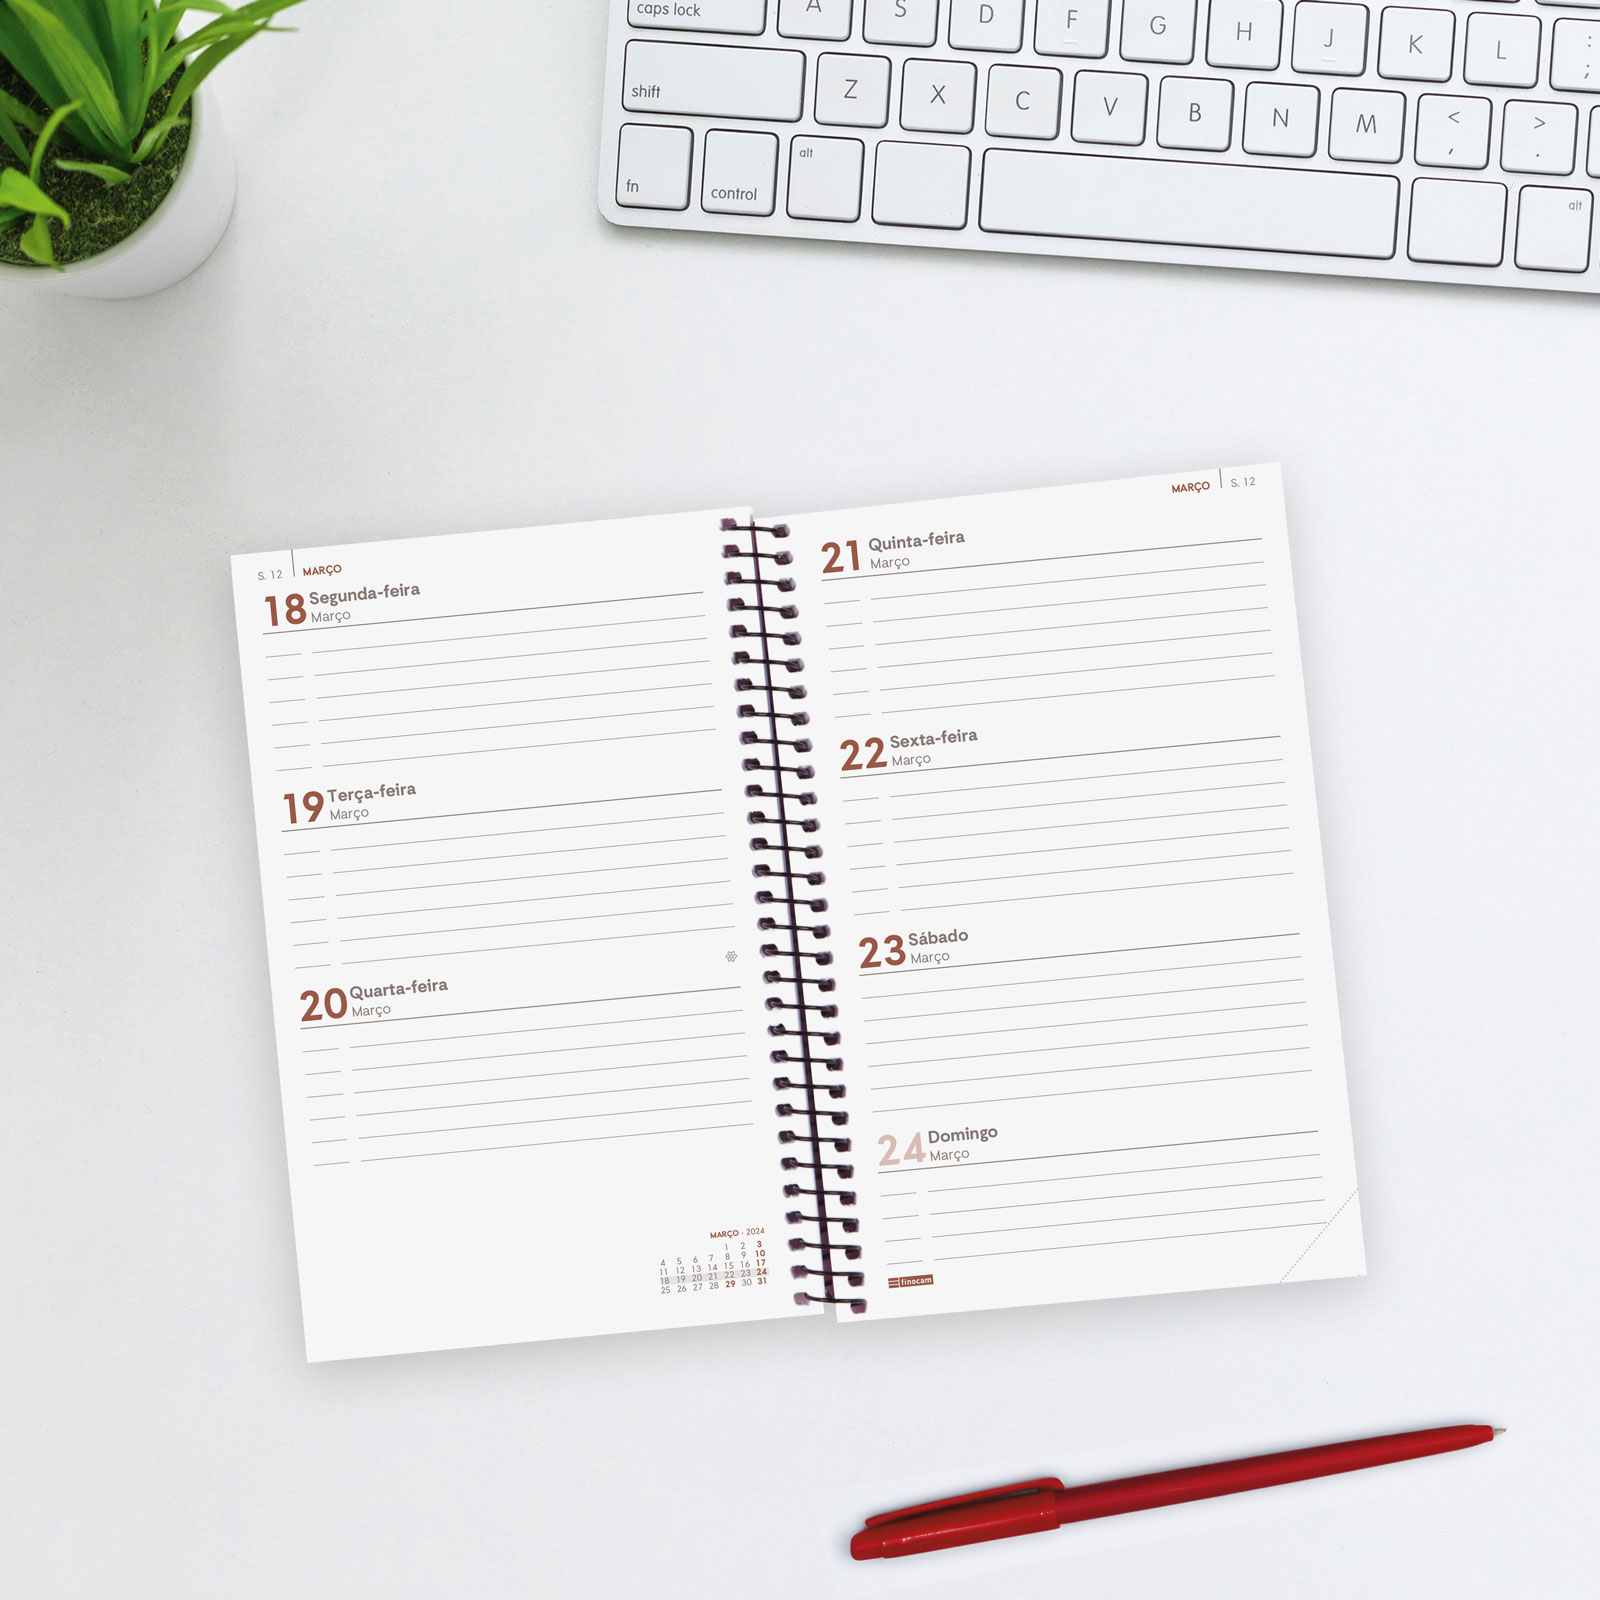 caps lock A S D F G H J K L : ;
shift Z X C V B N M < , > .
fn control alt alt
S. 12 MARÇO
18 Segunda-feira
Março
19 Terça-feira
Março
20 Quarta-feira
Março
MARÇO · 2024
1 2 3
4 5 6 7 8 9 10
11 12 13 14 15 16 17
18 19 20 21 22 23 24
25 26 27 28 29 30 31
MARÇO S. 12
21 Quinta-feira
Março
22 Sexta-feira
Março
23 Sábado
Março
24 Domingo
Março
finocam